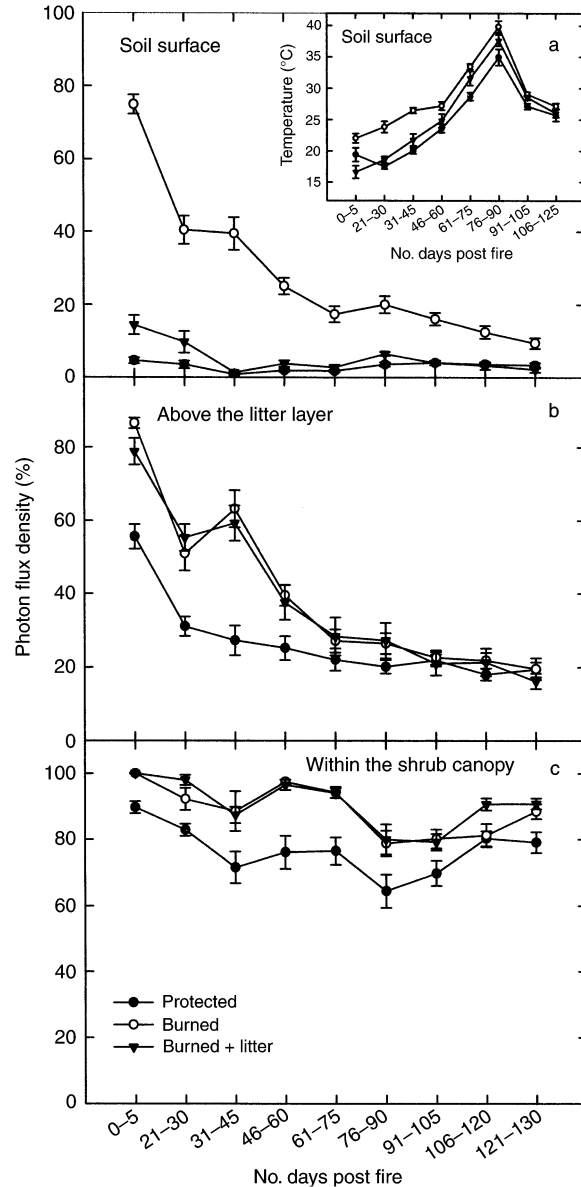 Soil surface
a
Soil surface
Temperature (°C)
40
35
30
25
20
15
0–5
21–30
31–45
46–60
61–75
76–90
91–105
106–125
No. days post fire
80
60
40
20
0
Above the litter layer
b
Photon flux density (%)
80
60
40
20
0
Within the shrub canopy
c
100
80
60
40
20
0
Protected
Burned
Burned + litter
0–5
21–30
31–45
46–60
61–75
76–90
91–105
106–120
121–130
No. days post fire